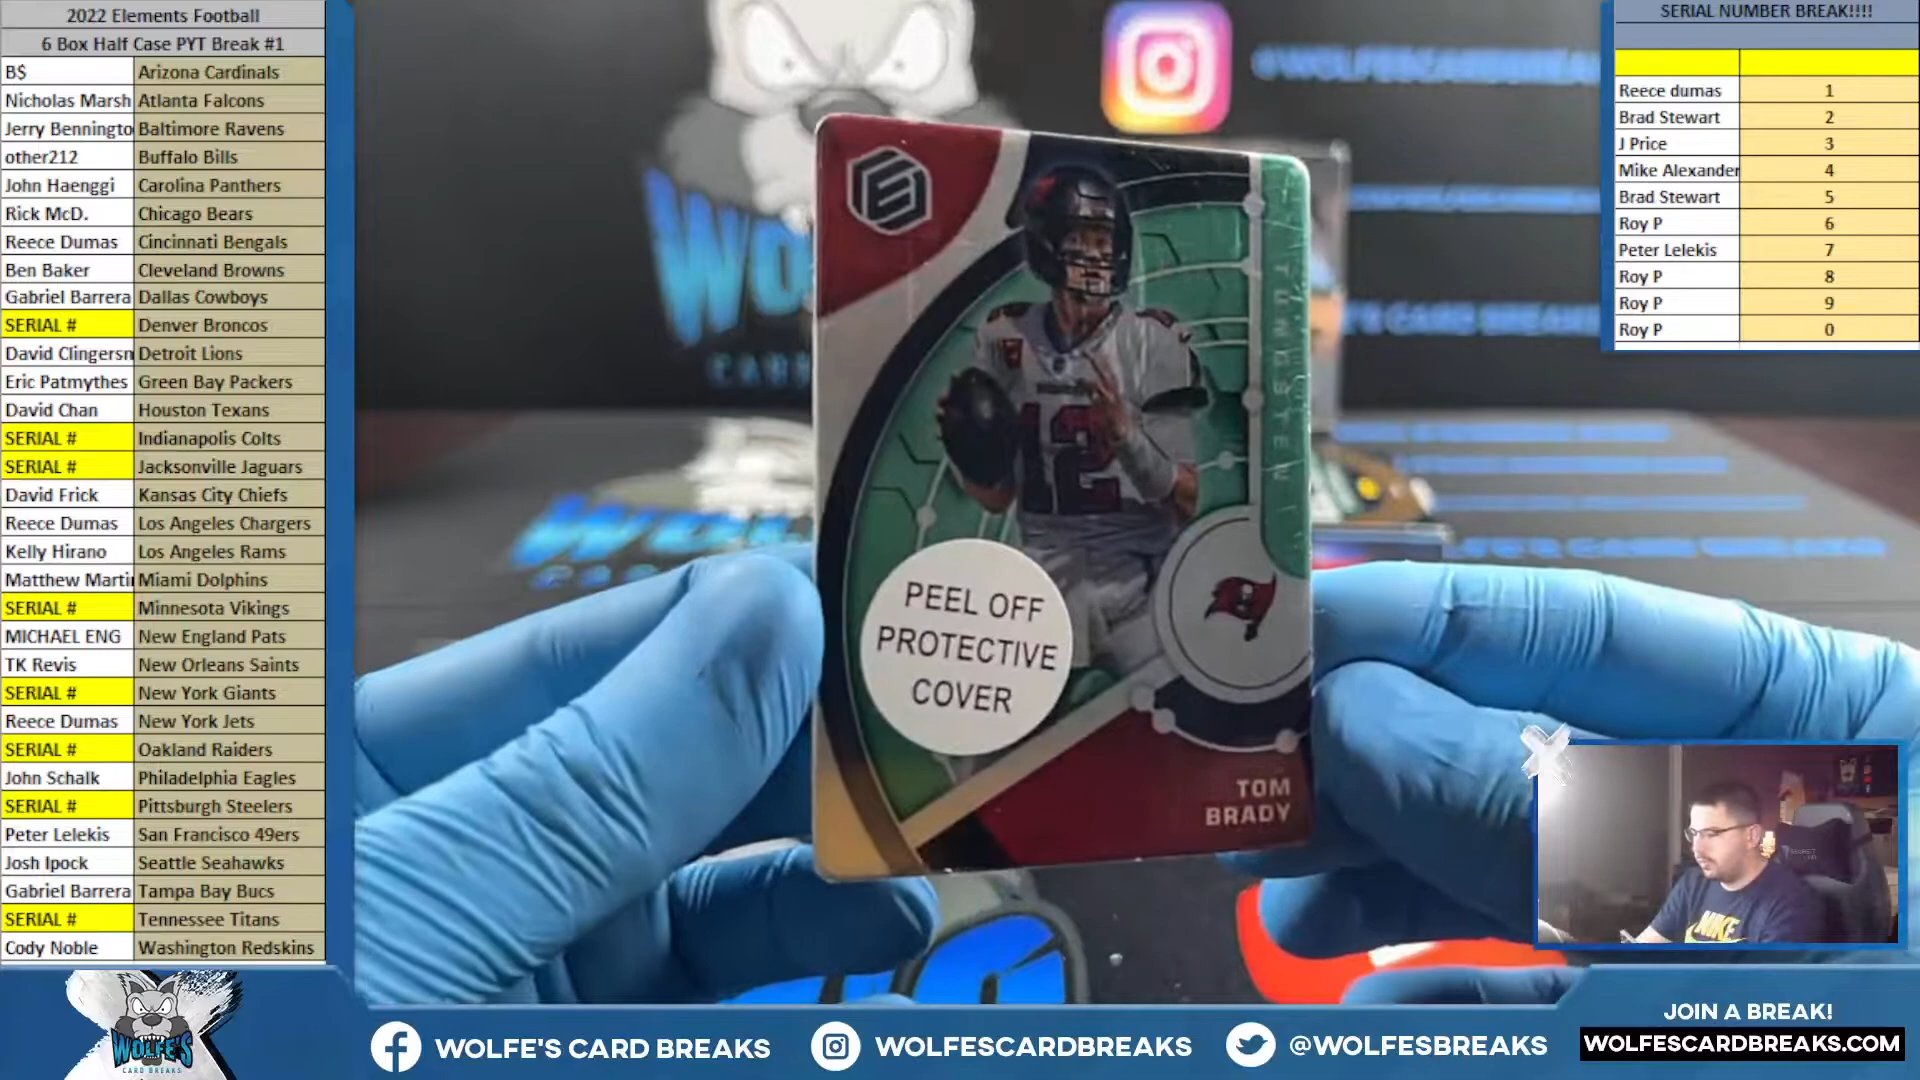 2022 Elements Football
6 Box Half Case PYT Break #1
B$ Arizona Cardinals
Nicholas Marsh Atlanta Falcons
Jerry Benningto Baltimore Ravens
other212 Buffalo Bills
John Haenggi Carolina Panthers
Rick McD. Chicago Bears
Reece Dumas Cincinnati Bengals
Ben Baker Cleveland Browns
Gabriel Barrera Dallas Cowboys
SERIAL # Denver Broncos
David Clingersn Detroit Lions
Eric Patmythes Green Bay Packers
David Chan Houston Texans
SERIAL # Indianapolis Colts
SERIAL # Jacksonville Jaguars
David Frick Kansas City Chiefs
Reece Dumas Los Angeles Chargers
Kelly Hirano Los Angeles Rams
Matthew Marti Miami Dolphins
SERIAL # Minnesota Vikings
MICHAEL ENG New England Pats
TK Revis New Orleans Saints
SERIAL # New York Giants
Reece Dumas New York Jets
SERIAL # Oakland Raiders
John Schalk Philadelphia Eagles
SERIAL # Pittsburgh Steelers
Peter Lelekis San Francisco 49ers
Josh Ipock Seattle Seahawks
Gabriel Barrera Tampa Bay Bucs
SERIAL # Tennessee Titans
Cody Noble Washington Redskins
@WOLFESCARDBREA
WO
CARD
E
TUNGSTEN
12
PEEL OFF
PROTECTIVE
COVER
TOM
BRADY
SERIAL NUMBER BREAK!!!!
Reece dumas 1
Brad Stewart 2
J Price 3
Mike Alexander 4
Brad Stewart 5
Roy P 6
Peter Lelekis 7
Roy P 8
Roy P 9
Roy P 0
NIKE
WOLFE'S
CARD BREAKS
WOLFE'S CARD BREAKS
WOLFESCARDBREAKS
@WOLFESBREAKS
JOIN A BREAK!
WOLFESCARDBREAKS.COM